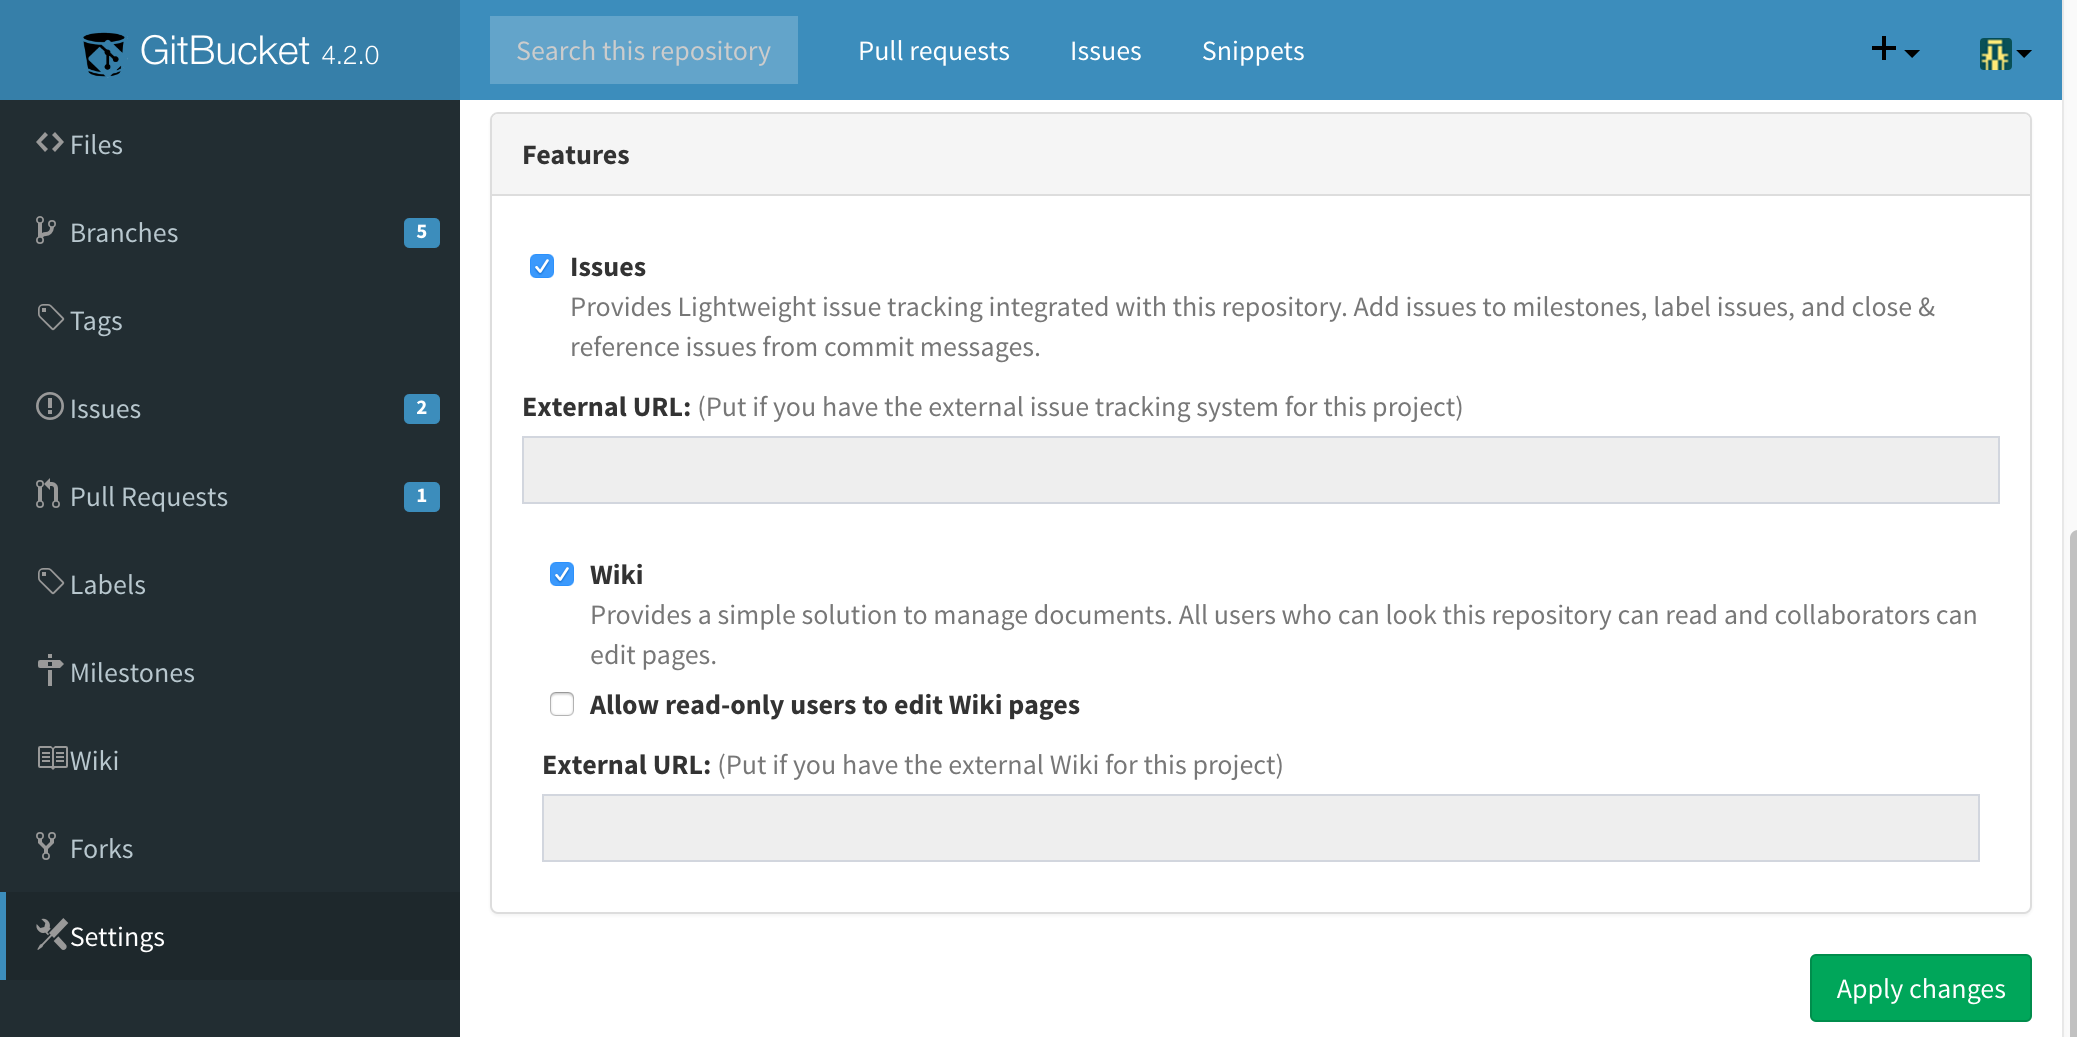 GitBucket 4.2.0
Search this repository
Pull requests
Issues
Snippets
Files
Branches 5
Tags
Issues 2
Pull Requests 1
Labels
Milestones
Wiki
Forks
Settings
Features
Issues
Provides Lightweight issue tracking integrated with this repository. Add issues to milestones, label issues, and close &
reference issues from commit messages.
External URL: (Put if you have the external issue tracking system for this project)
Wiki
Provides a simple solution to manage documents. All users who can look this repository can read and collaborators can
edit pages.
Allow read-only users to edit Wiki pages
External URL: (Put if you have the external Wiki for this project)
Apply changes